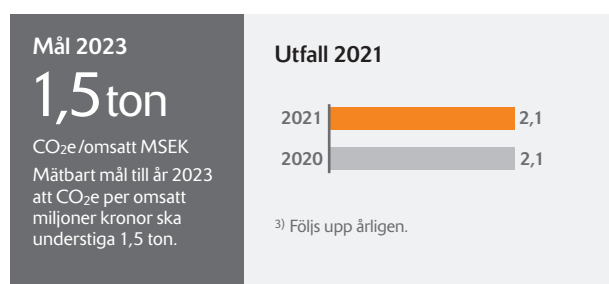 Mål 2023
1,5 ton
CO₂e/omsatt MSEK
Mätbart mål till år 2023
att CO₂e per omsatt
miljoner kronor ska
understiga 1,5 ton.
Utfall 2021
2021 2,1
2020 2,1
3) Följs upp årligen.